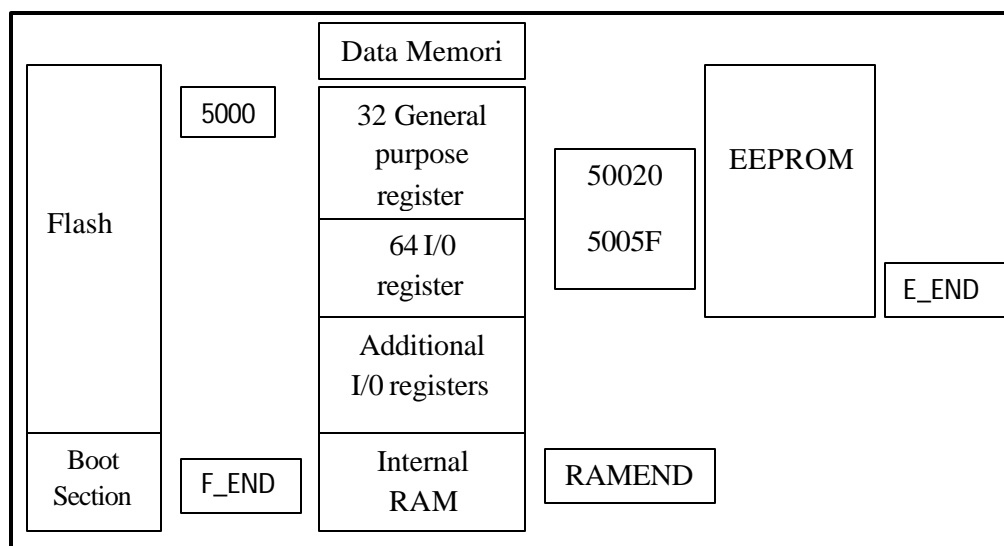 Data Memori
Flash
5000
32 General
purpose
register
64 I/0
register
Additional
I/0 registers
Boot
Section
F_END
Internal
RAM
50020
5005F
RAMEND
EEPROM
E_END